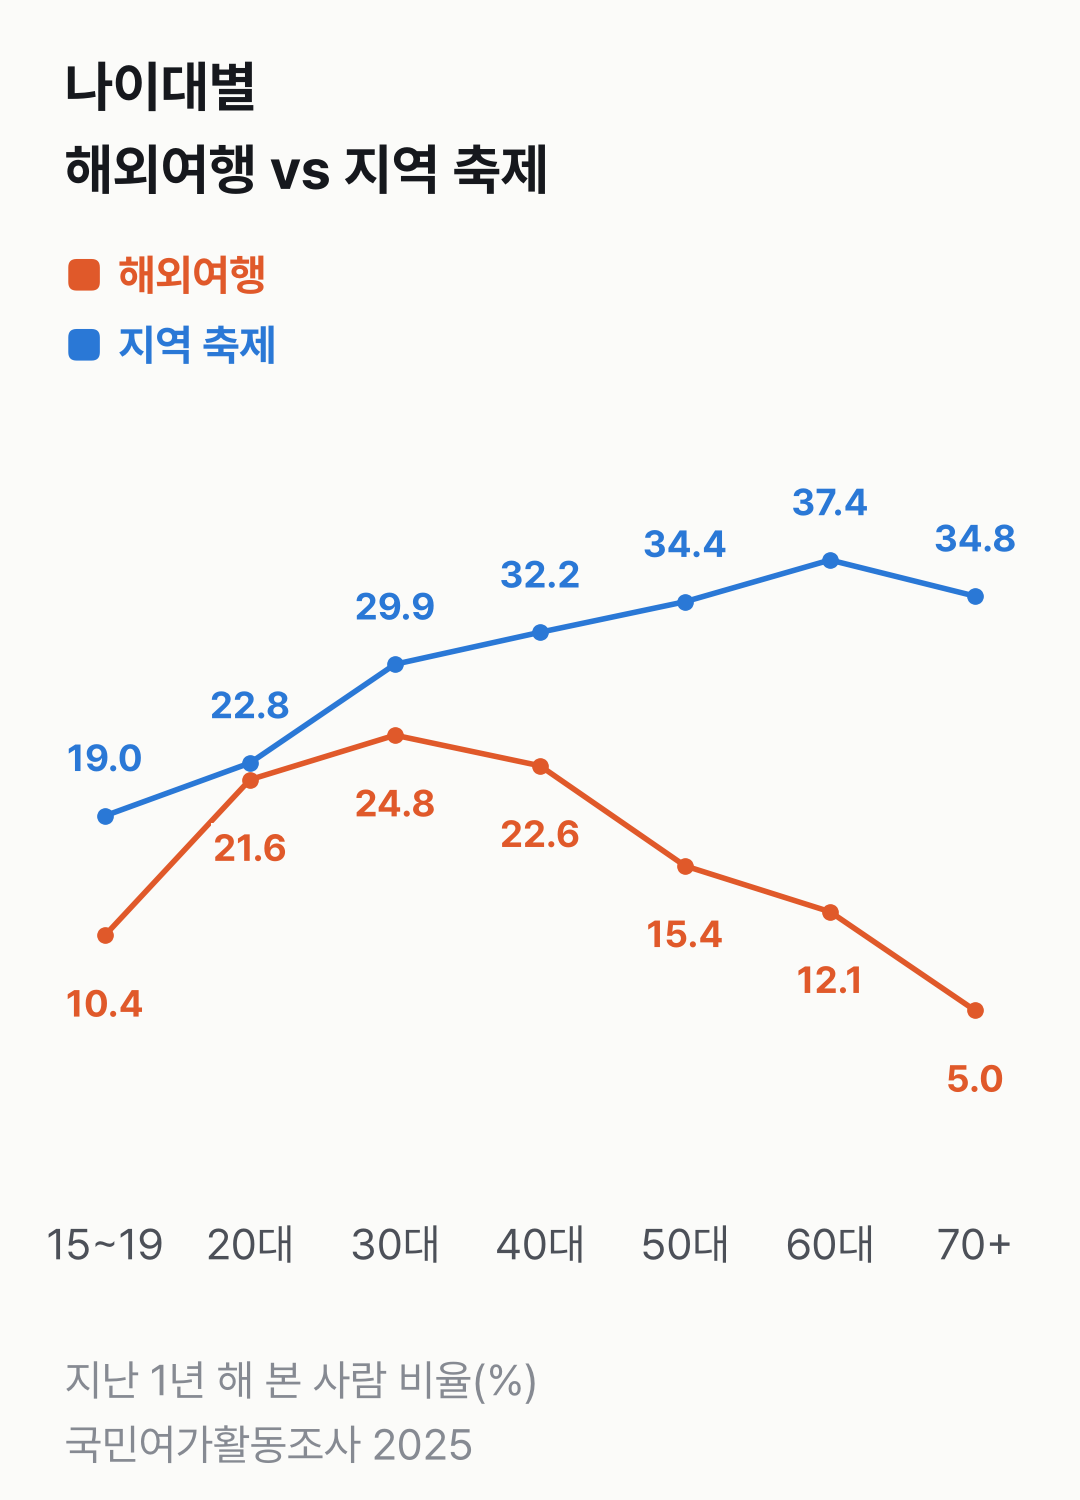 나이대별
해외여행 vs 지역 축제
해외여행
지역 축제
37.4
34.8
34.4
32.2
29.9
22.8
19.0
24.8
22.6
21.6
15.4
12.1
10.4
5.0
15~19 20대 30대 40대 50대 60대 70+
지난 1년 해 본 사람 비율(%)
국민여가활동조사 2025